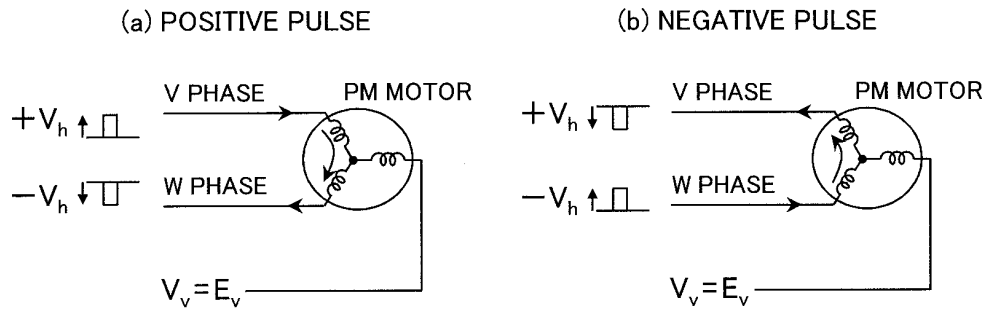 (a) POSITIVE PULSE
V PHASE
PM MOTOR
+Vh
−Vh
W PHASE
Vv=Ev
(b) NEGATIVE PULSE
V PHASE
PM MOTOR
+Vh
−Vh
W PHASE
Vv=Ev